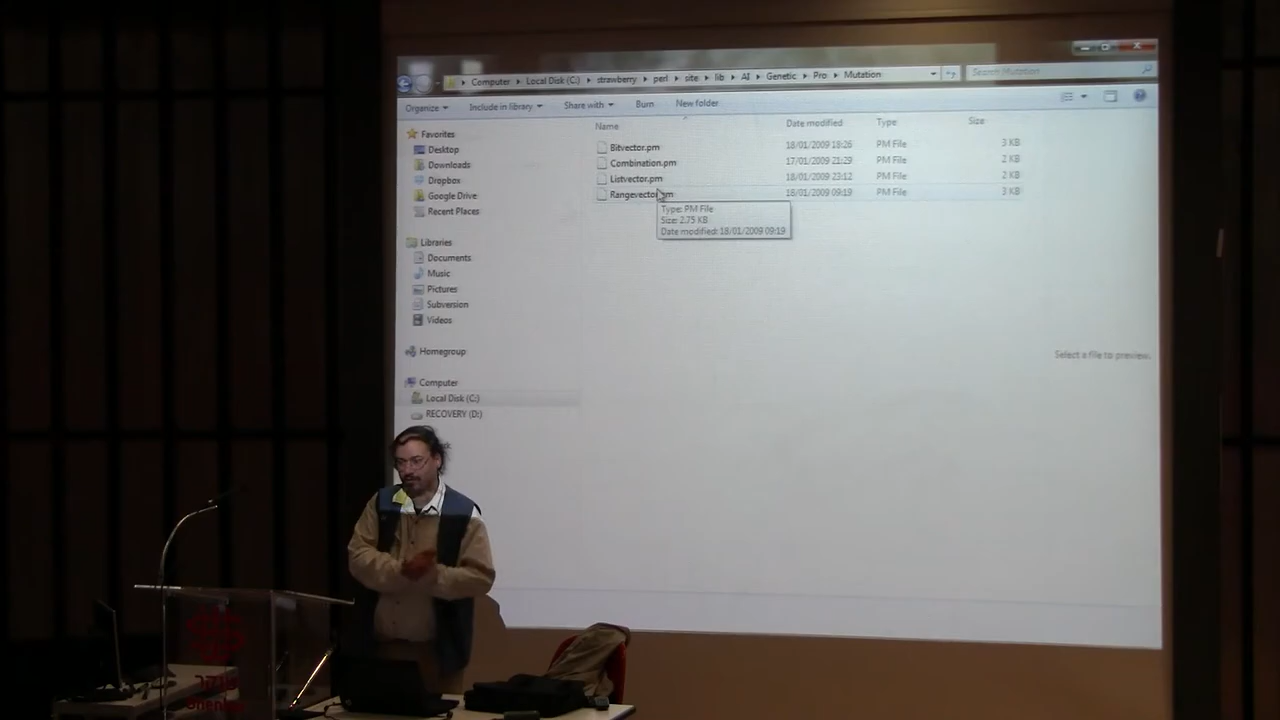 Computer Local Disk (C:) strawberry perl site lib AI Genetic Pro Mutation
Search Mutation
Organize Include in library Share with Burn New folder
Name Date modified Type Size
Bitvector.pm 18/01/2009 18:26 PM File 3 KB
Combination.pm 17/01/2009 21:29 PM File 2 KB
Listvector.pm 18/01/2009 23:12 PM File 2 KB
Rangevector.pm 18/01/2009 09:19 PM File 3 KB
Type: PM File
Size: 2.75 KB
Date modified: 18/01/2009 09:19
Favorites
Desktop
Downloads
Dropbox
Google Drive
Recent Places
Libraries
Documents
Music
Pictures
Subversion
Videos
Homegroup
Computer
Local Disk (C:)
RECOVERY (D:)
Select a file to preview.
שנקר